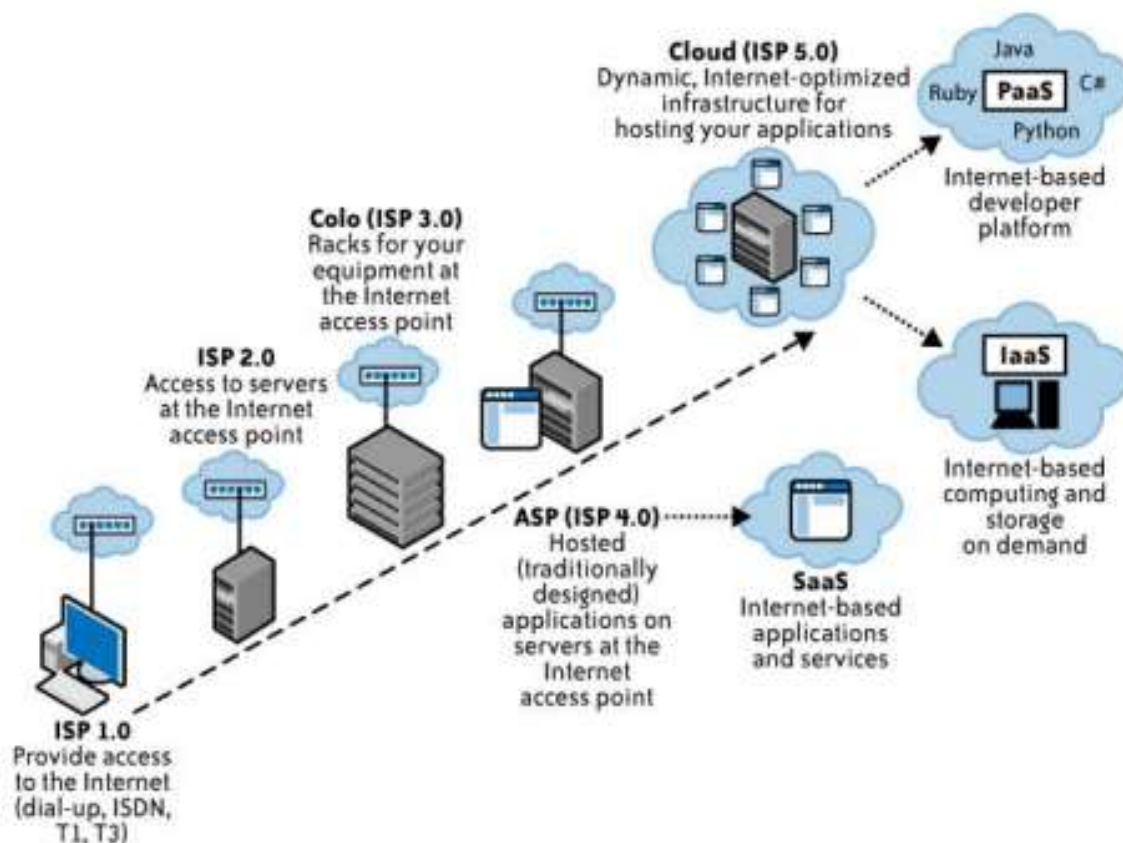 Cloud (ISP 5.0)
Dynamic, Internet-optimized
infrastructure for
hosting your applications
Java
Ruby
PaaS
C#
Python
Internet-based
developer
platform
Colo (ISP 3.0)
Racks for your
equipment at
the Internet
access point
ISP 2.0
Access to servers
at the Internet
access point
IaaS
Internet-based
computing and
storage
on demand
ASP (ISP 4.0)
Hosted
(traditionally
designed)
applications on
servers at the
Internet
access point
SaaS
Internet-based
applications
and services
ISP 1.0
Provide access
to the Internet
(dial-up, ISDN,
T1, T3)